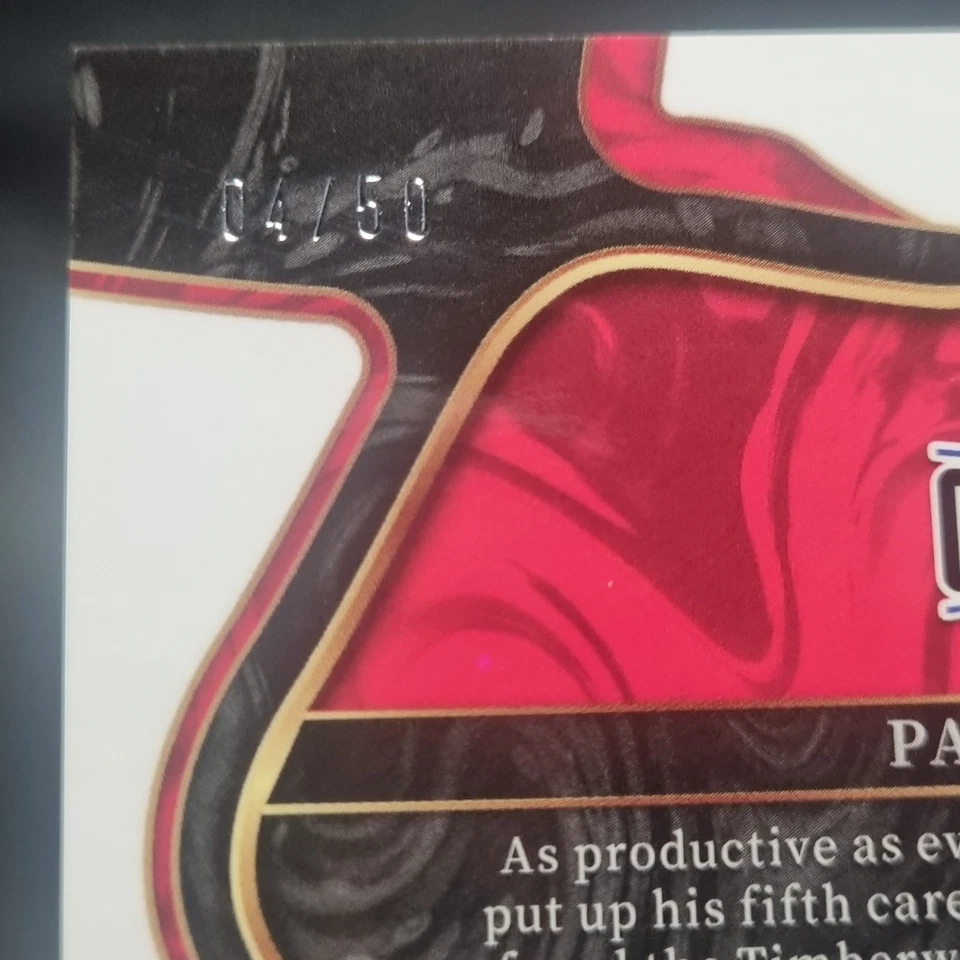 04/50
PA
As productive as ev
put up his fifth care